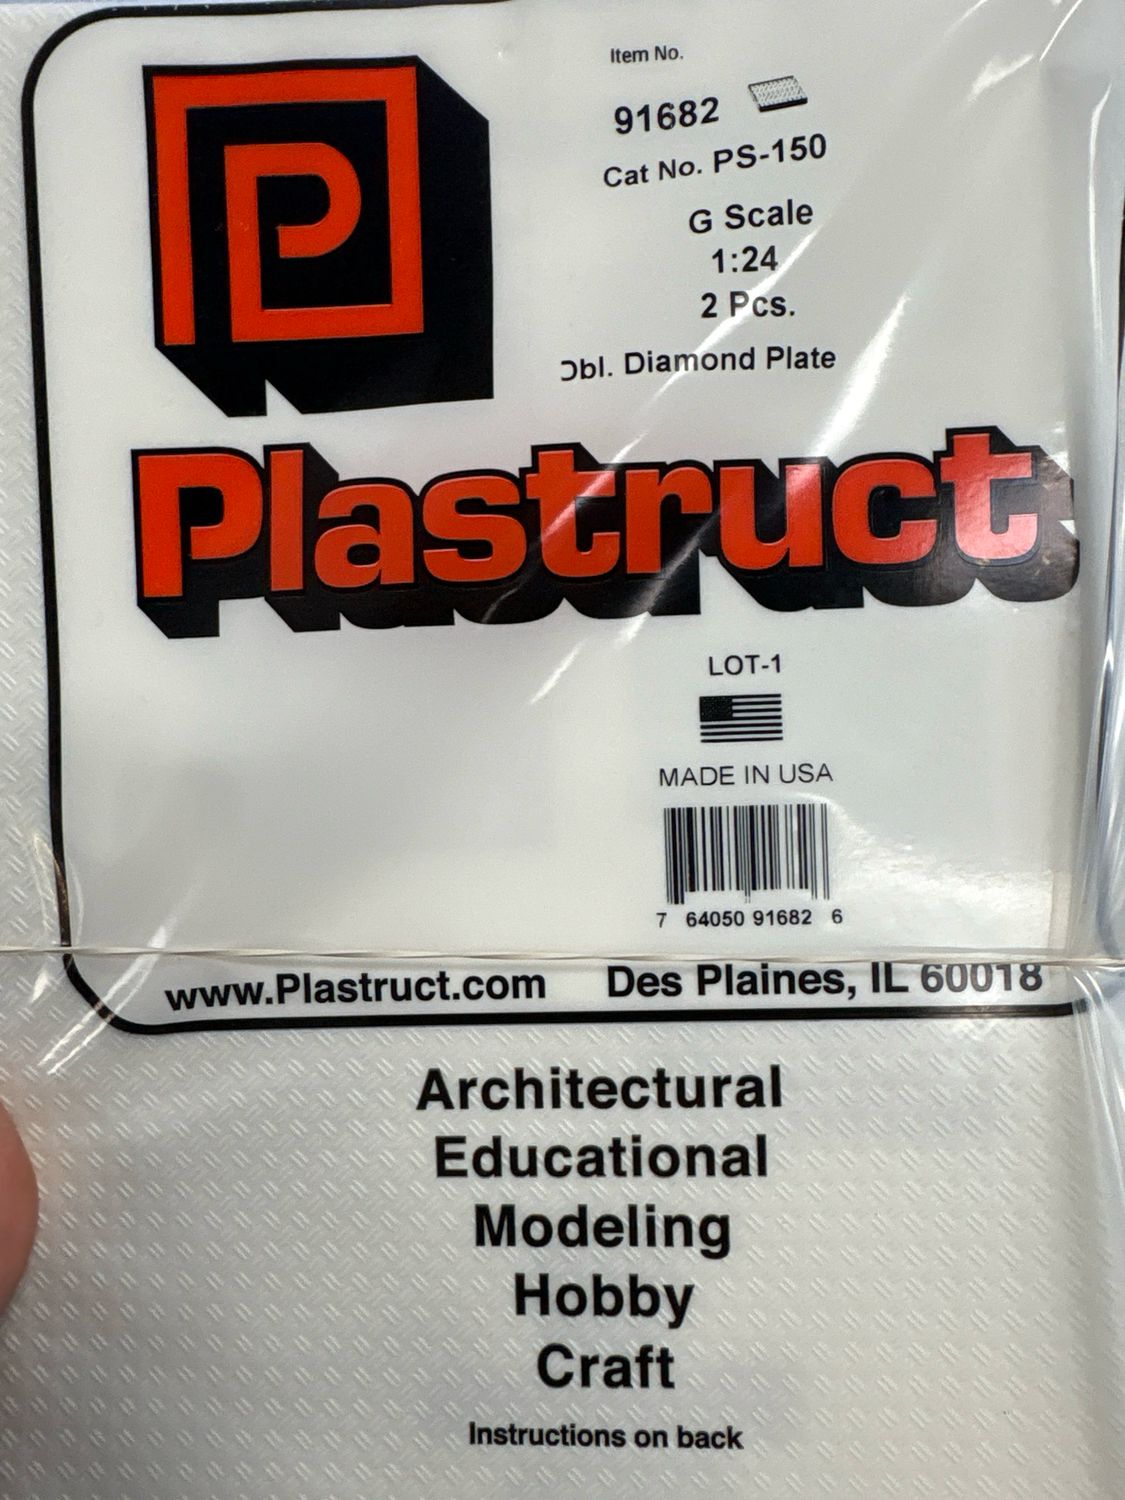 Item No.
91682
Cat No. PS-150
G Scale
1:24
2 Pcs.
Dbl. Diamond Plate
Plastruct
LOT-1
MADE IN USA
7 64050 91682 6
www.Plastruct.com Des Plaines, IL 60018
Architectural
Educational
Modeling
Hobby
Craft
Instructions on back